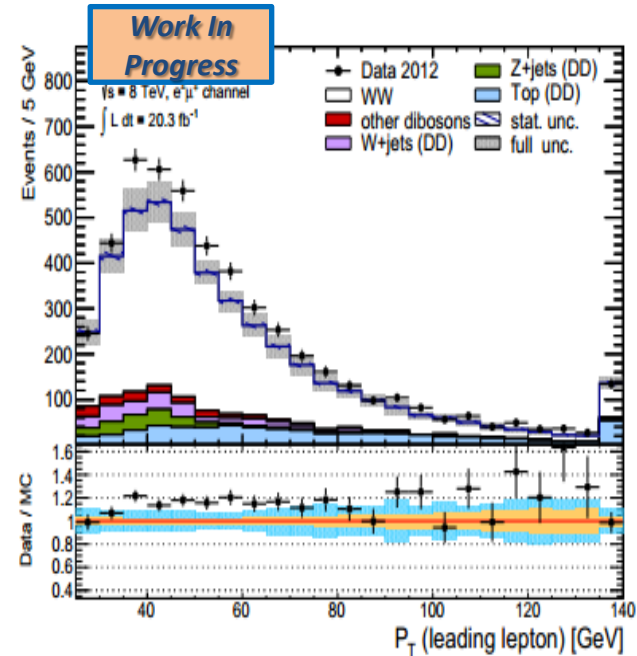 Work In
Progress
√s = 8 TeV, e±μ∓ channel
∫ L dt = 20.3 fb⁻¹
Data 2012
WW
other dibosons
W+jets (DD)
Z+jets (DD)
Top (DD)
stat. unc.
full unc.
Events / 5 GeV
800
700
600
500
400
300
200
100
Data / MC
1.6
1.4
1.2
1
0.8
0.6
0.4
40
60
80
100
120
140
P_T (leading lepton) [GeV]